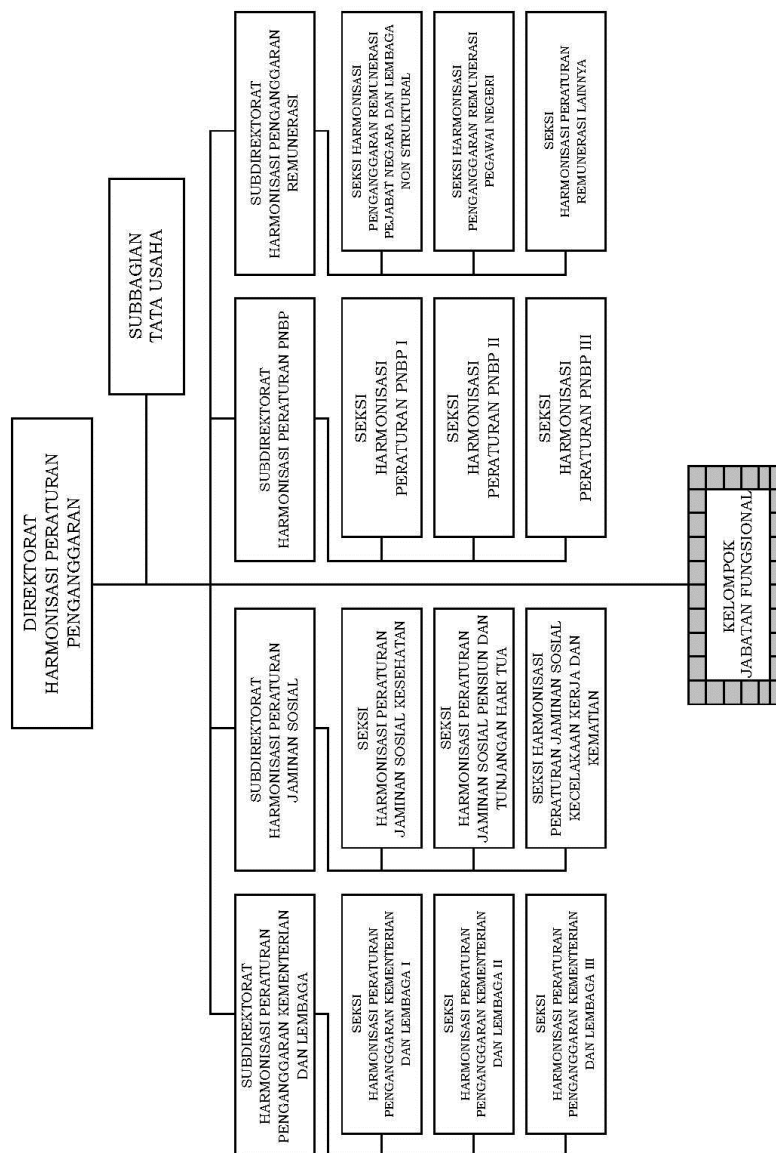 DIREKTORAT
HARMONISASI PERATURAN
PENGANGGARAN
SUBBAGIAN
TATA USAHA
SUBDIREKTORAT
HARMONISASI PERATURAN
PENGANGGARAN KEMENTERIAN
DAN LEMBAGA
SEKSI
HARMONISASI PERATURAN
PENGANGGARAN KEMENTERIAN
DAN LEMBAGA I
SEKSI
HARMONISASI PERATURAN
PENGANGGARAN KEMENTERIAN
DAN LEMBAGA II
SEKSI
HARMONISASI PERATURAN
PENGANGGARAN KEMENTERIAN
DAN LEMBAGA III
SUBDIREKTORAT
HARMONISASI PERATURAN
JAMINAN SOSIAL
SEKSI
HARMONISASI PERATURAN
JAMINAN SOSIAL KESEHATAN
SEKSI
HARMONISASI PERATURAN
JAMINAN SOSIAL PENSIUN DAN
TUNJANGAN HARI TUA
SEKSI HARMONISASI
PERATURAN JAMINAN SOSIAL
KECELAKAAN KERJA DAN
KEMATIAN
SUBDIREKTORAT
HARMONISASI PERATURAN PNBP
SEKSI
HARMONISASI
PERATURAN PNBP I
SEKSI
HARMONISASI
PERATURAN PNBP II
SEKSI
HARMONISASI
PERATURAN PNBP III
SUBDIREKTORAT
HARMONISASI PENGANGGARAN
REMUNERASI
SEKSI HARMONISASI
PENGANGGARAN REMUNERASI
PEJABAT NEGARA DAN LEMBAGA
NON STRUKTURAL
SEKSI HARMONISASI
PENGANGGARAN REMUNERASI
PEGAWAI NEGERI
SEKSI
HARMONISASI PERATURAN
REMUNERASI LAINNYA
KELOMPOK
JABATAN FUNGSIONAL